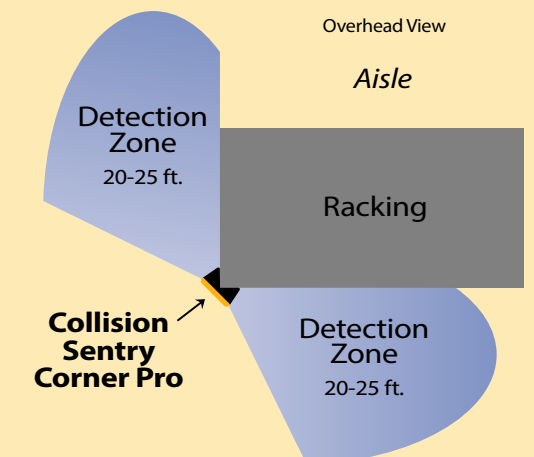 Overhead View
Aisle
Detection
Zone
20-25 ft.
Racking
Collision
Sentry
Corner Pro
Detection
Zone
20-25 ft.